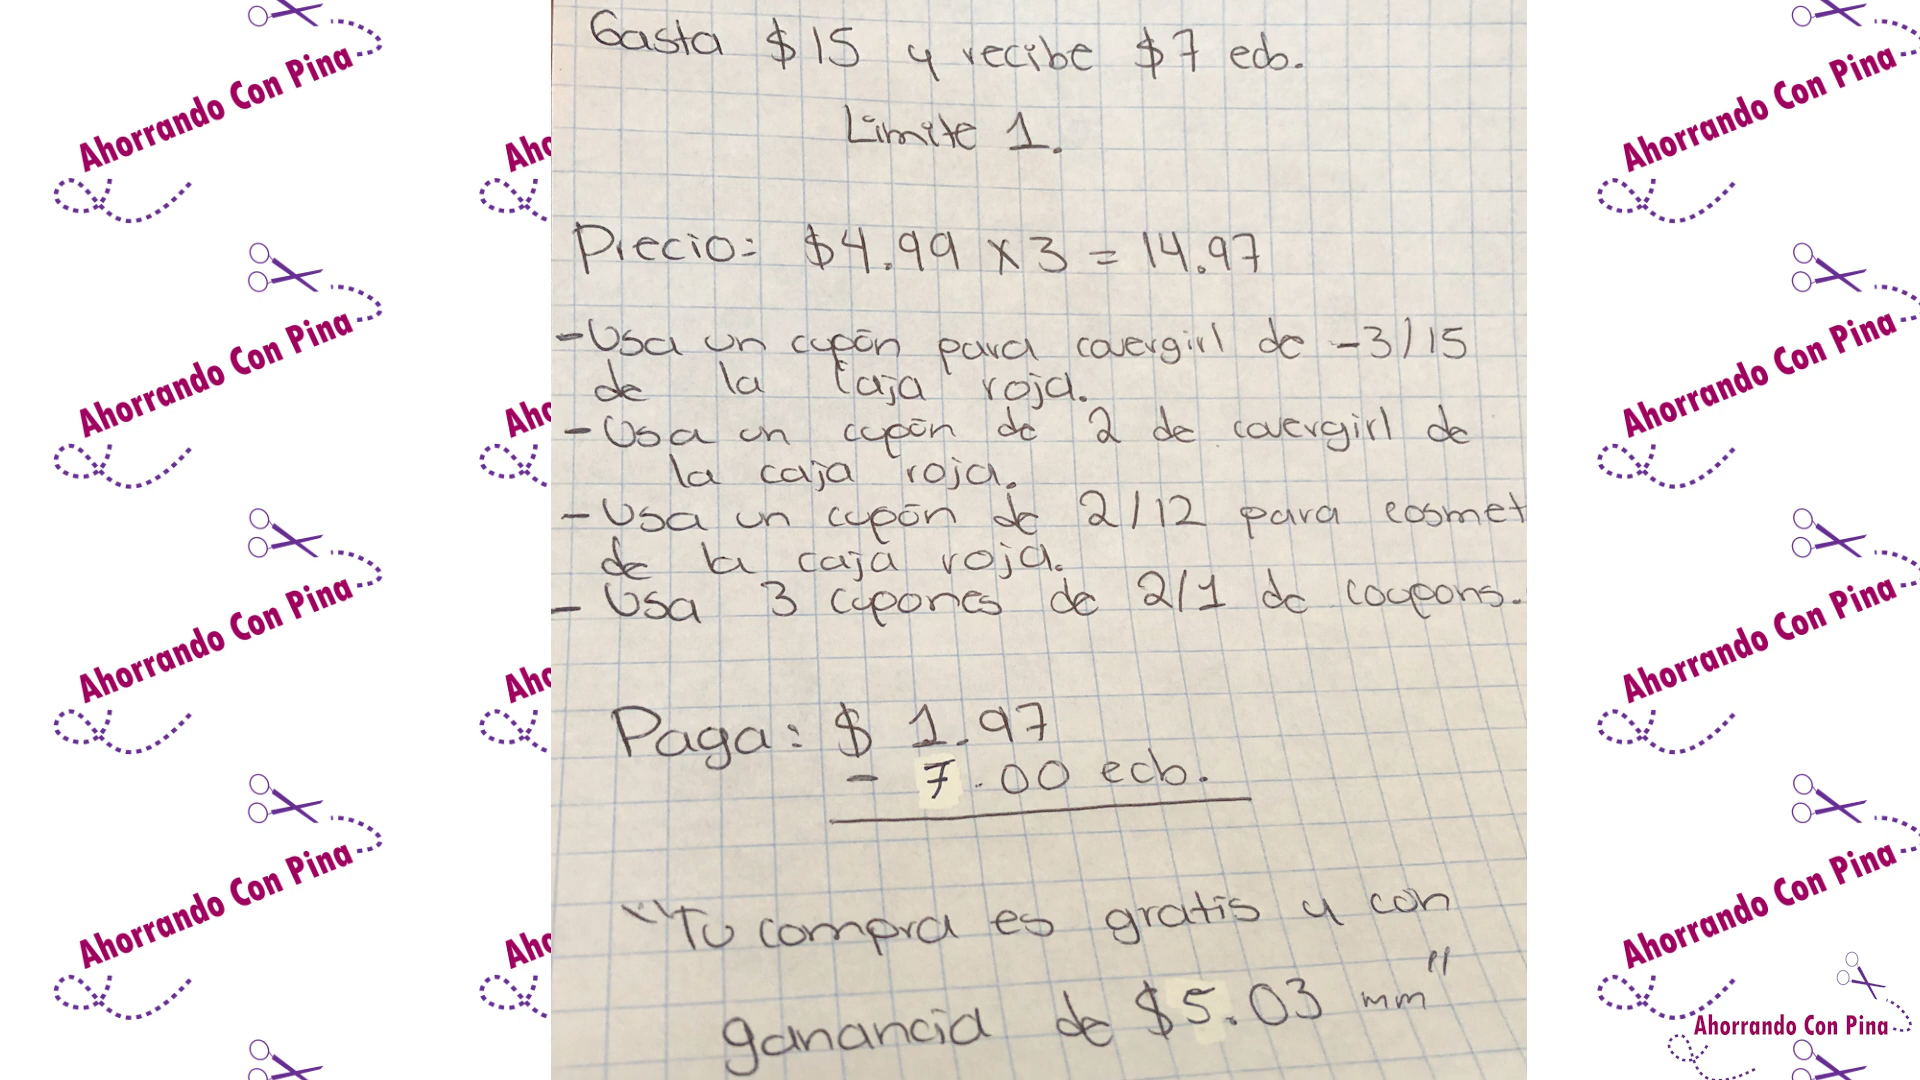 Gasta $15 y recibe $7 ecb.
Limite 1.
Precio: $4.99 x 3 = 14.97
- Usa un cupón para covergirl de -3/15
de la caja roja.
- Usa un cupón de 2 de covergirl de
la caja roja.
- Usa un cupón de 2/12 para cosmet
de la caja roja.
- Usa 3 cupones de 2/1 de coupons.
Paga: $ 1.97
- 7.00 ecb.
"Tu compra es gratis y con
ganancia de $5.03 mm"
Ahorrando Con Pina
Ahorrando Con Pina
Ahorrando Con Pina
Ahorrando Con Pina
Aho
Aho
Aho
Aho
Ahorrando Con Pina
Ahorrando Con Pina
Ahorrando Con Pina
Ahorrando Con Pina
Ahorrando Con Pina